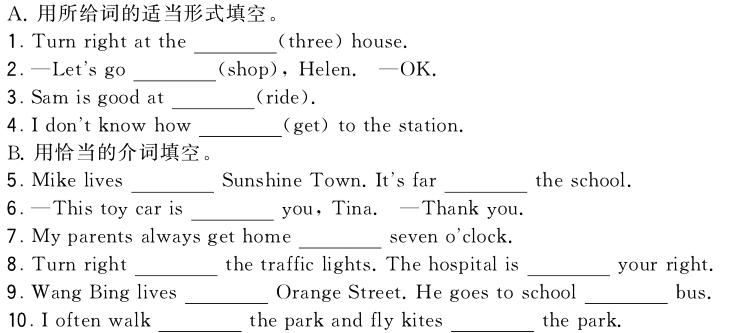 A. 用所给词的适当形式填空。
1. Turn right at the ________(three) house.
2. —Let's go ________(shop), Helen. —OK.
3. Sam is good at ________(ride).
4. I don't know how ________(get) to the station.
B. 用恰当的介词填空。
5. Mike lives ________ Sunshine Town. It's far ________ the school.
6. —This toy car is ________ you, Tina. —Thank you.
7. My parents always get home ________ seven o'clock.
8. Turn right ________ the traffic lights. The hospital is ________ your right.
9. Wang Bing lives ________ Orange Street. He goes to school ________ bus.
10. I often walk ________ the park and fly kites ________ the park.